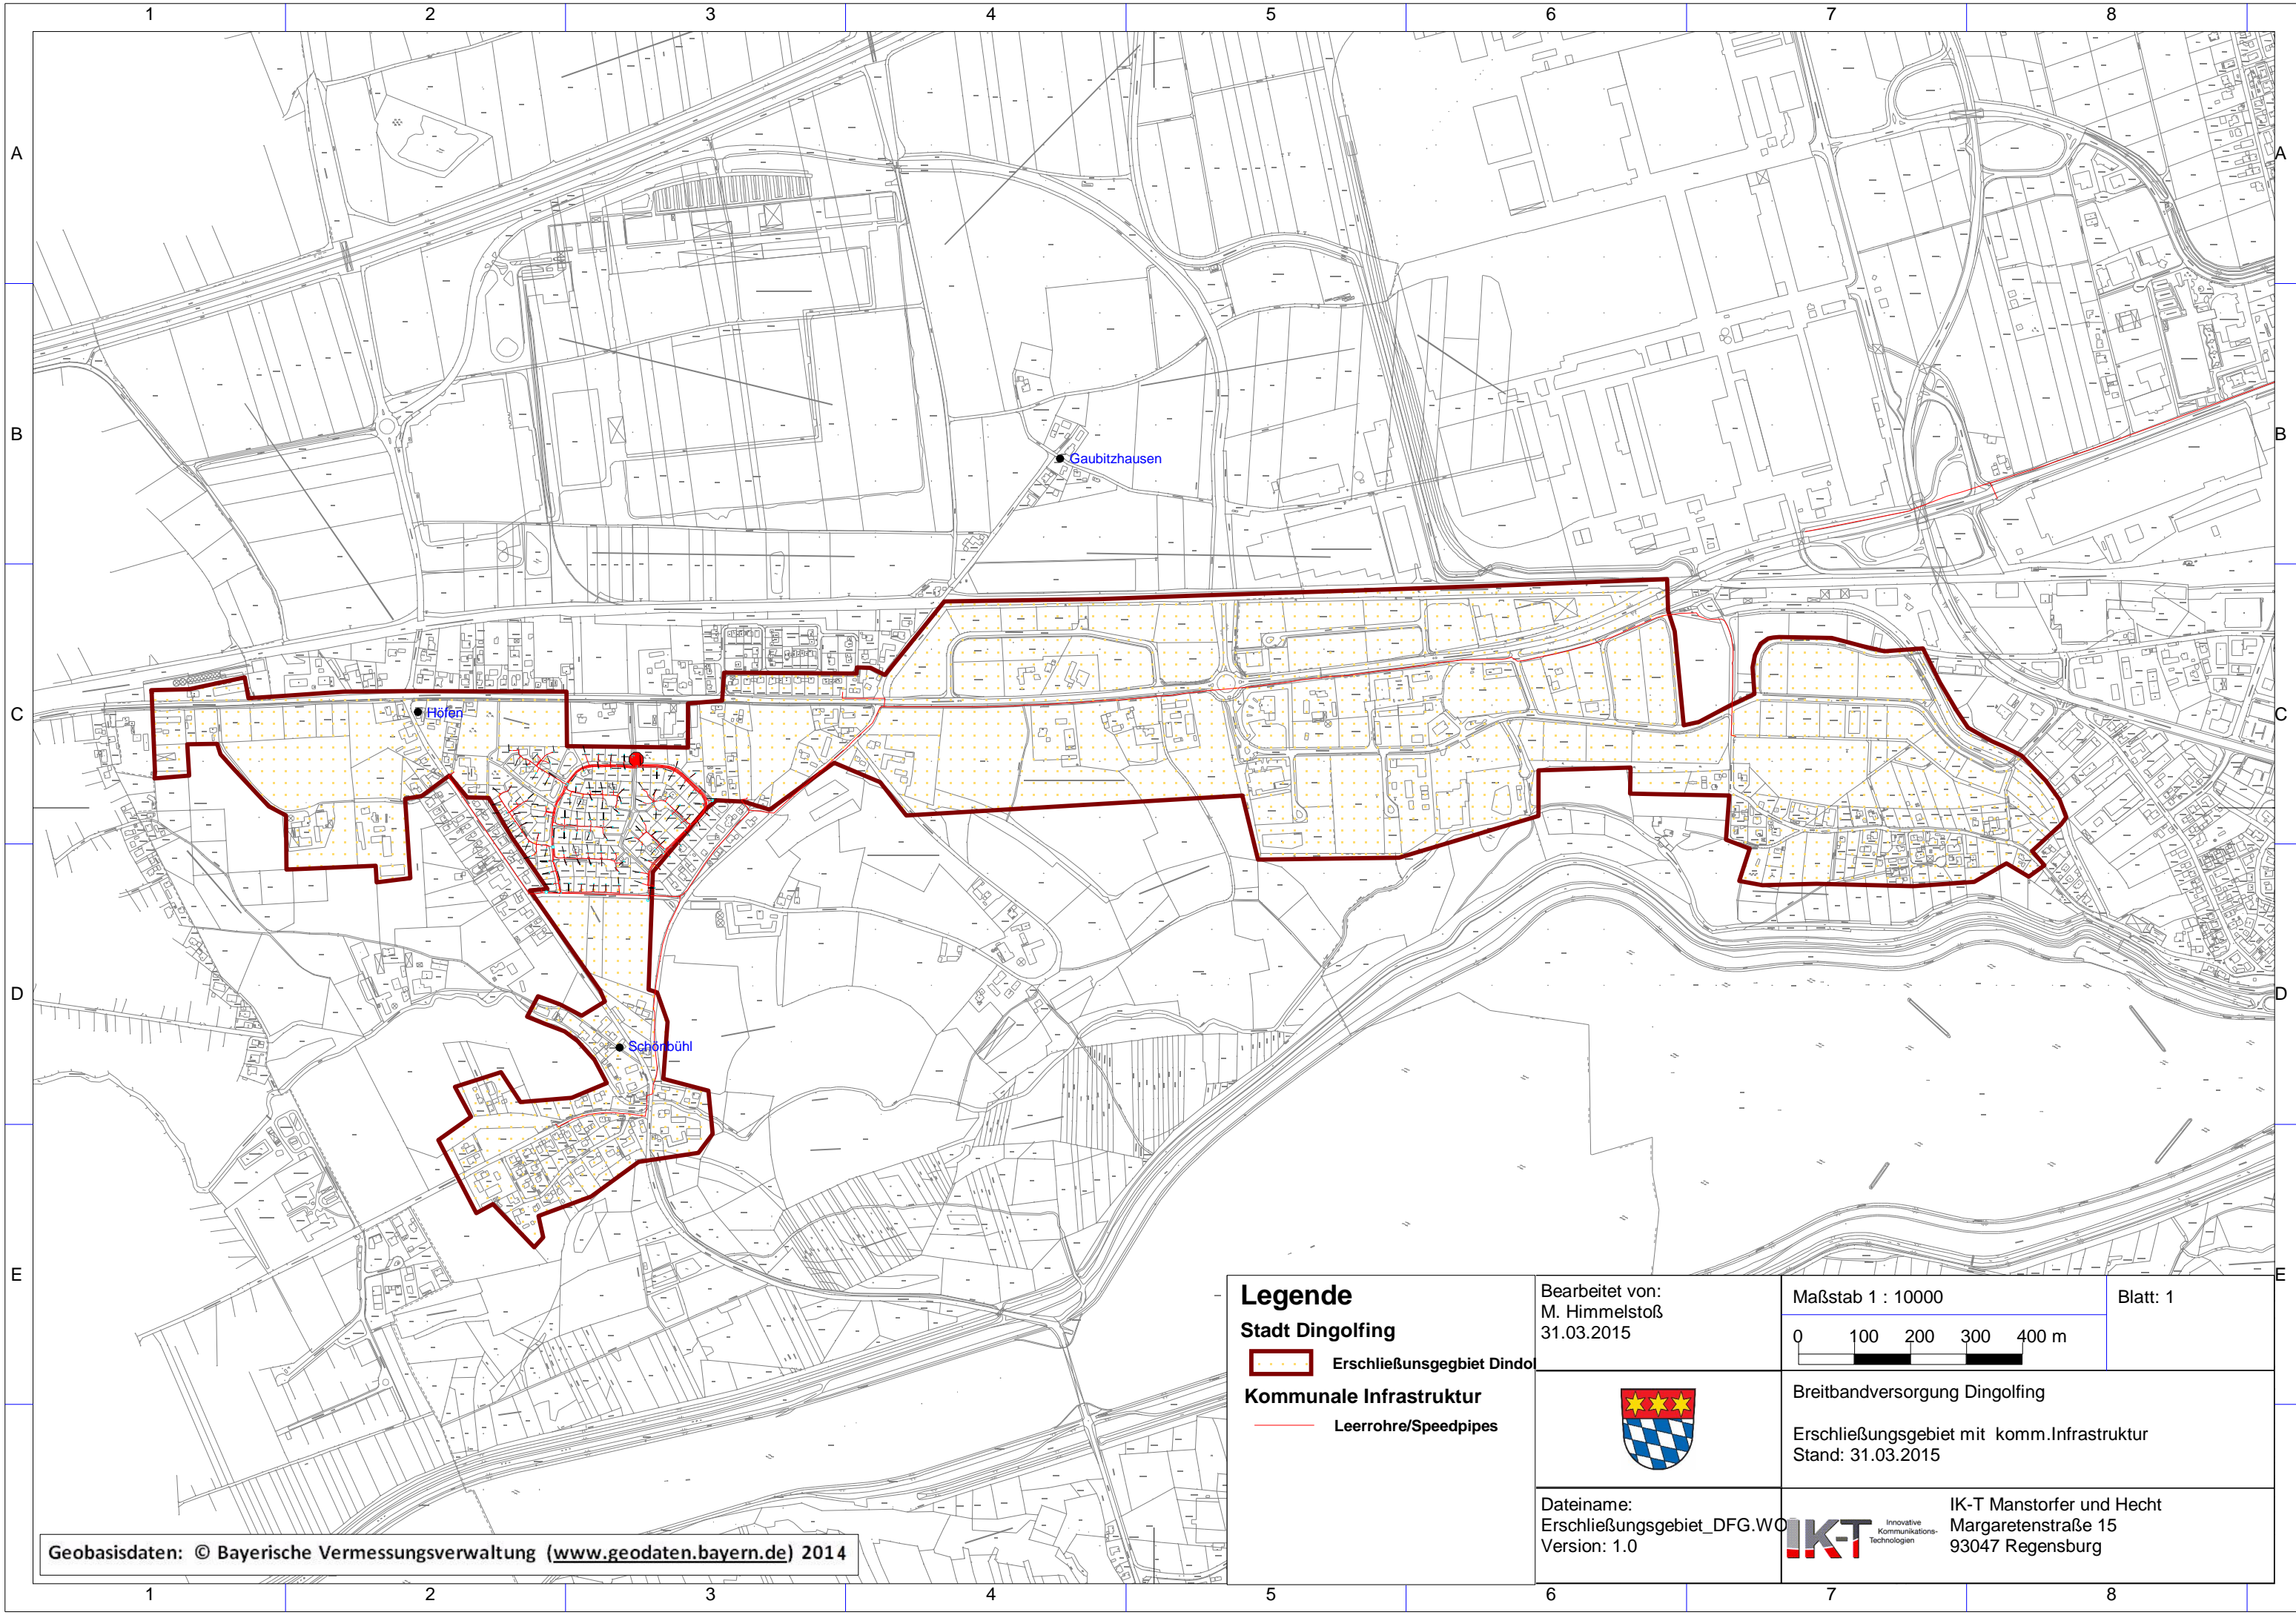 1 2 3 4 5 6 7 8
A A
B B
Gaubitzhausen
C C
Höfen
D D
Schönbühl
E E
Legende
Stadt Dingolfing
Erschließunsgegbiet Dindol
Kommunale Infrastruktur
Leerrohre/Speedpipes
Bearbeitet von:
M. Himmelstoß
31.03.2015
Maßstab 1 : 10000
0 100 200 300 400 m
Blatt: 1
Breitbandversorgung Dingolfing
Erschließungsgebiet mit komm.Infrastruktur
Stand: 31.03.2015
Dateiname:
Erschließungsgebiet_DFG.WO
Version: 1.0
IK-T
Innovative
Kommunikations-
Technologien
IK-T Manstorfer und Hecht
Margaretenstraße 15
93047 Regensburg
Geobasisdaten: © Bayerische Vermessungsverwaltung (www.geodaten.bayern.de) 2014
1 2 3 4 5 6 7 8